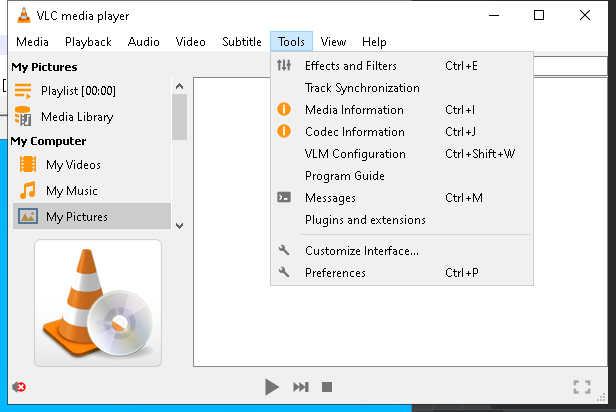 VLC media player
Media Playback Audio Video Subtitle Tools View Help
My Pictures
Playlist [00:00]
Media Library
My Computer
My Videos
My Music
My Pictures
Effects and Filters Ctrl+E
Track Synchronization
Media Information Ctrl+I
Codec Information Ctrl+J
VLM Configuration Ctrl+Shift+W
Program Guide
Messages Ctrl+M
Plugins and extensions
Customize Interface...
Preferences Ctrl+P